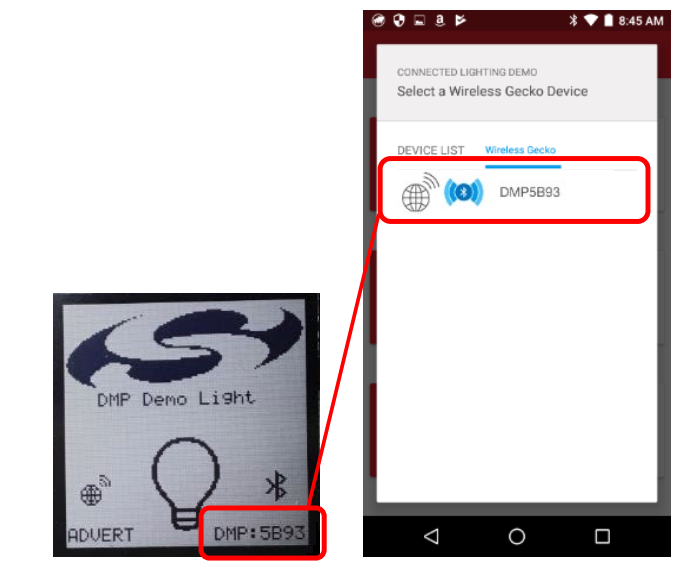 DMP Demo Light
ADVERT
DMP:5B93
8:45 AM
CONNECTED LIGHTING DEMO
Select a Wireless Gecko Device
DEVICE LIST
Wireless Gecko
DMP5B93